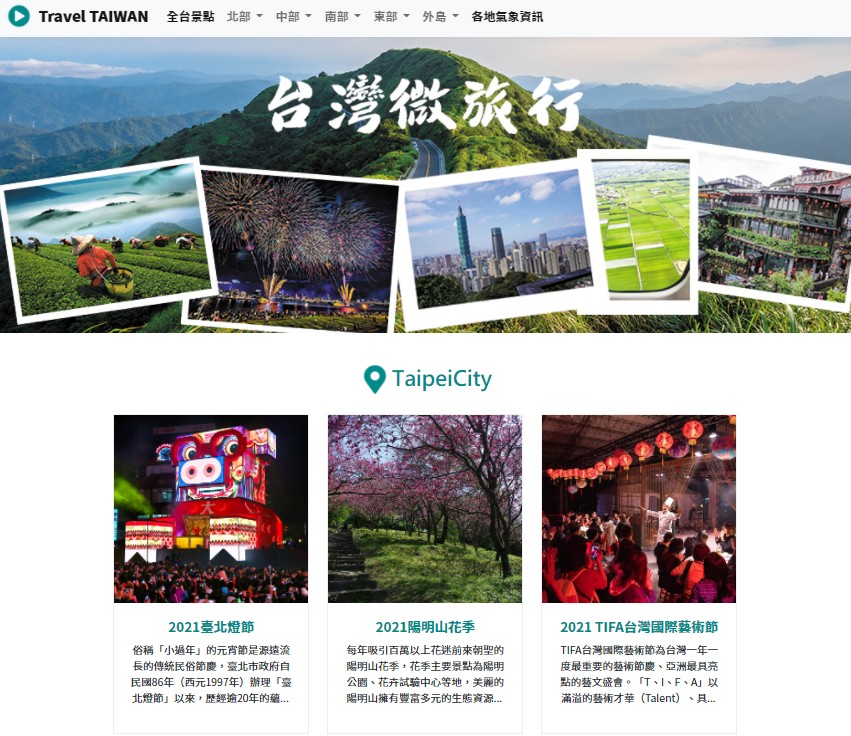 Travel TAIWAN 全台景點 北部 中部 南部 東部 外島 各地氣象資訊
台灣微旅行
TaipeiCity
大
2021臺北燈節
俗稱「小過年」的元宵節是源遠流
長的傳統民俗節慶，臺北市政府自
民國86年（西元1997年）辦理「臺
北燈節」以來，歷經逾20年的蘊...
2021陽明山花季
每年吸引百萬以上花迷前來朝聖的
陽明山花季，花季主要景點為陽明
公園、花卉試驗中心等地，美麗的
陽明山擁有豐富多元的生態資源...
2021 TIFA台灣國際藝術節
TIFA台灣國際藝術節為台灣一年一
度最重要的藝術節慶、亞洲最具亮
點的藝文盛會。「T、I、F、A」以
滿溢的藝術才華（Talent）、具...